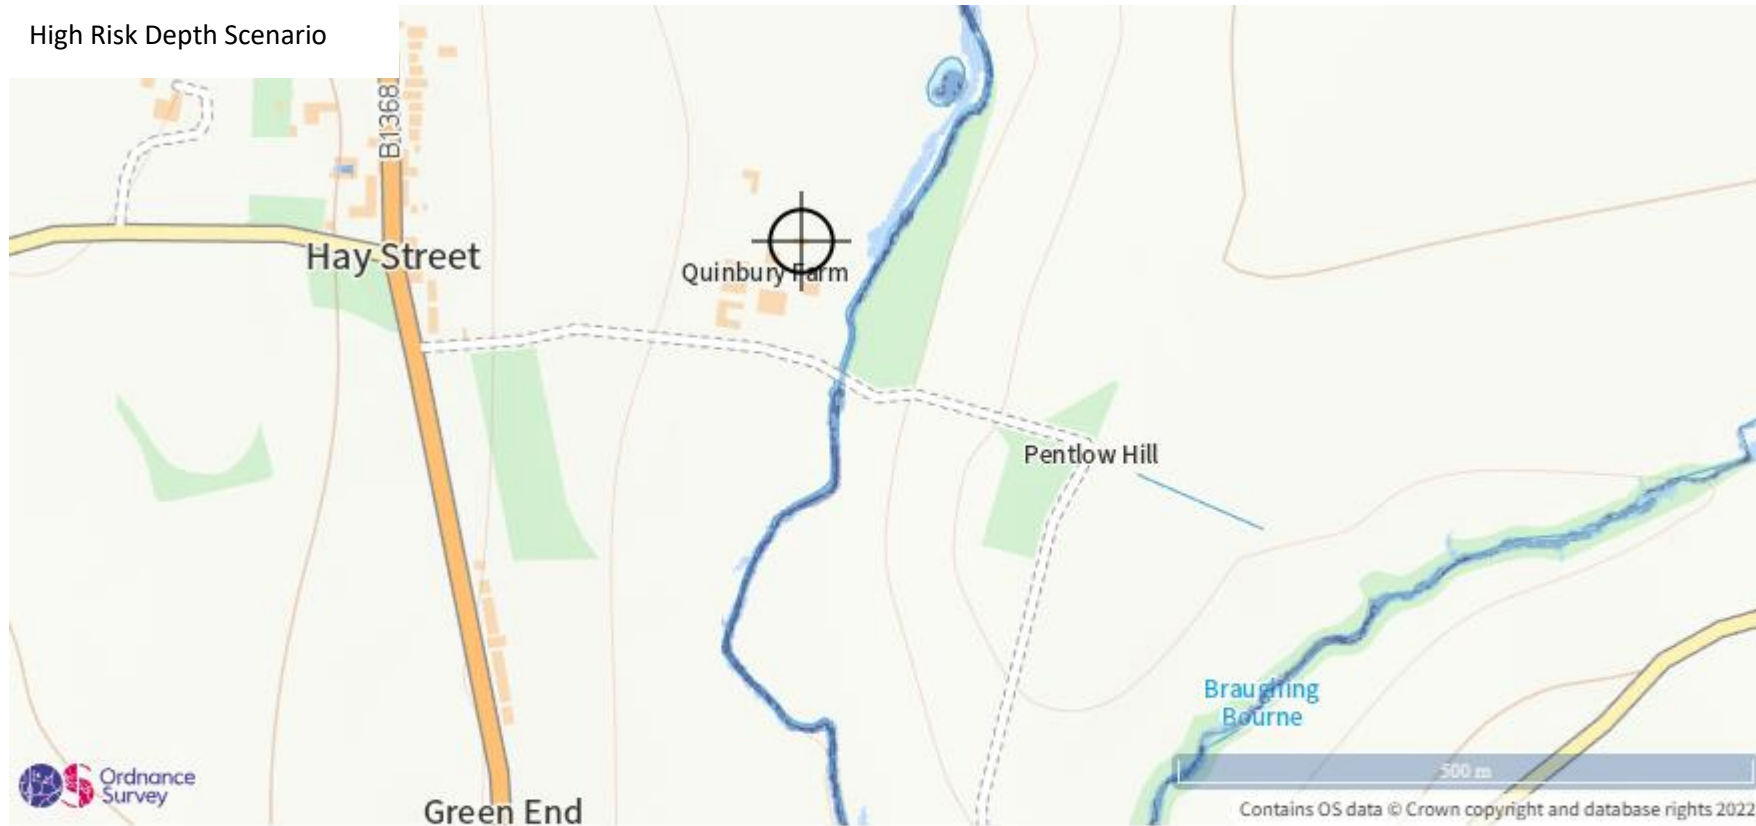 High Risk Depth Scenario
B1368
Hay Street
Quinbury Farm
Pentlow Hill
Braughing
Bourne
500 m
Ordnance
Survey
Green End
Contains OS data © Crown copyright and database rights 2022